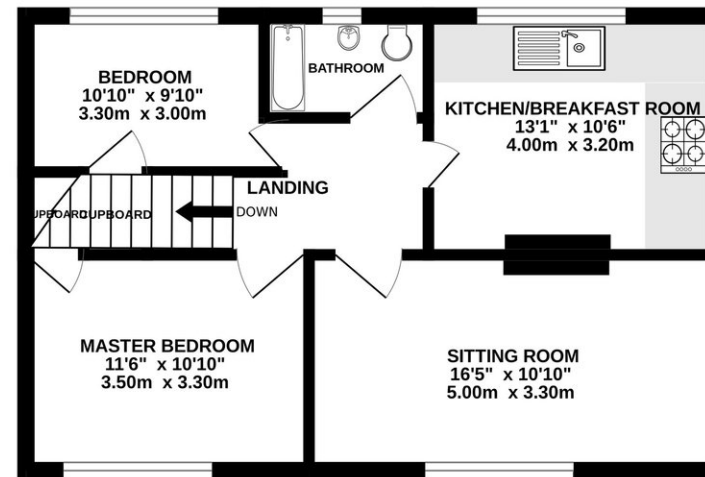 BEDROOM
10'10" x 9'10"
3.30m x 3.00m
BATHROOM
KITCHEN/BREAKFAST ROOM
13'1" x 10'6"
4.00m x 3.20m
LANDING
CUPBOARD
CUPBOARD
DOWN
MASTER BEDROOM
11'6" x 10'10"
3.50m x 3.30m
SITTING ROOM
16'5" x 10'10"
5.00m x 3.30m